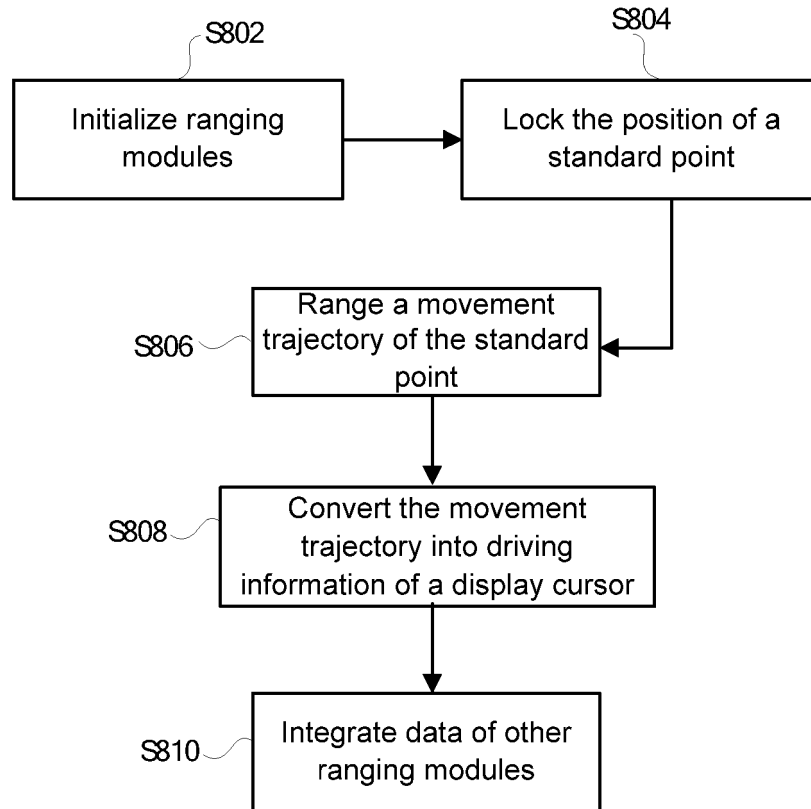 S802
Initialize ranging
modules
S804
Lock the position of a
standard point
S806
Range a movement
trajectory of the standard
point
S808
Convert the movement
trajectory into driving
information of a display cursor
S810
Integrate data of other
ranging modules